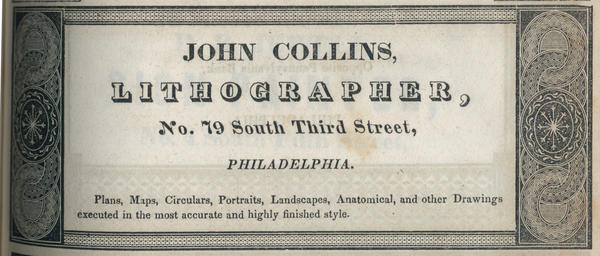 JOHN COLLINS,
LITHOGRAPHER,
No. 79 South Third Street,
PHILADELPHIA.
Plans, Maps, Circulars, Portraits, Landscapes, Anatomical, and other Drawings
executed in the most accurate and highly finished style.